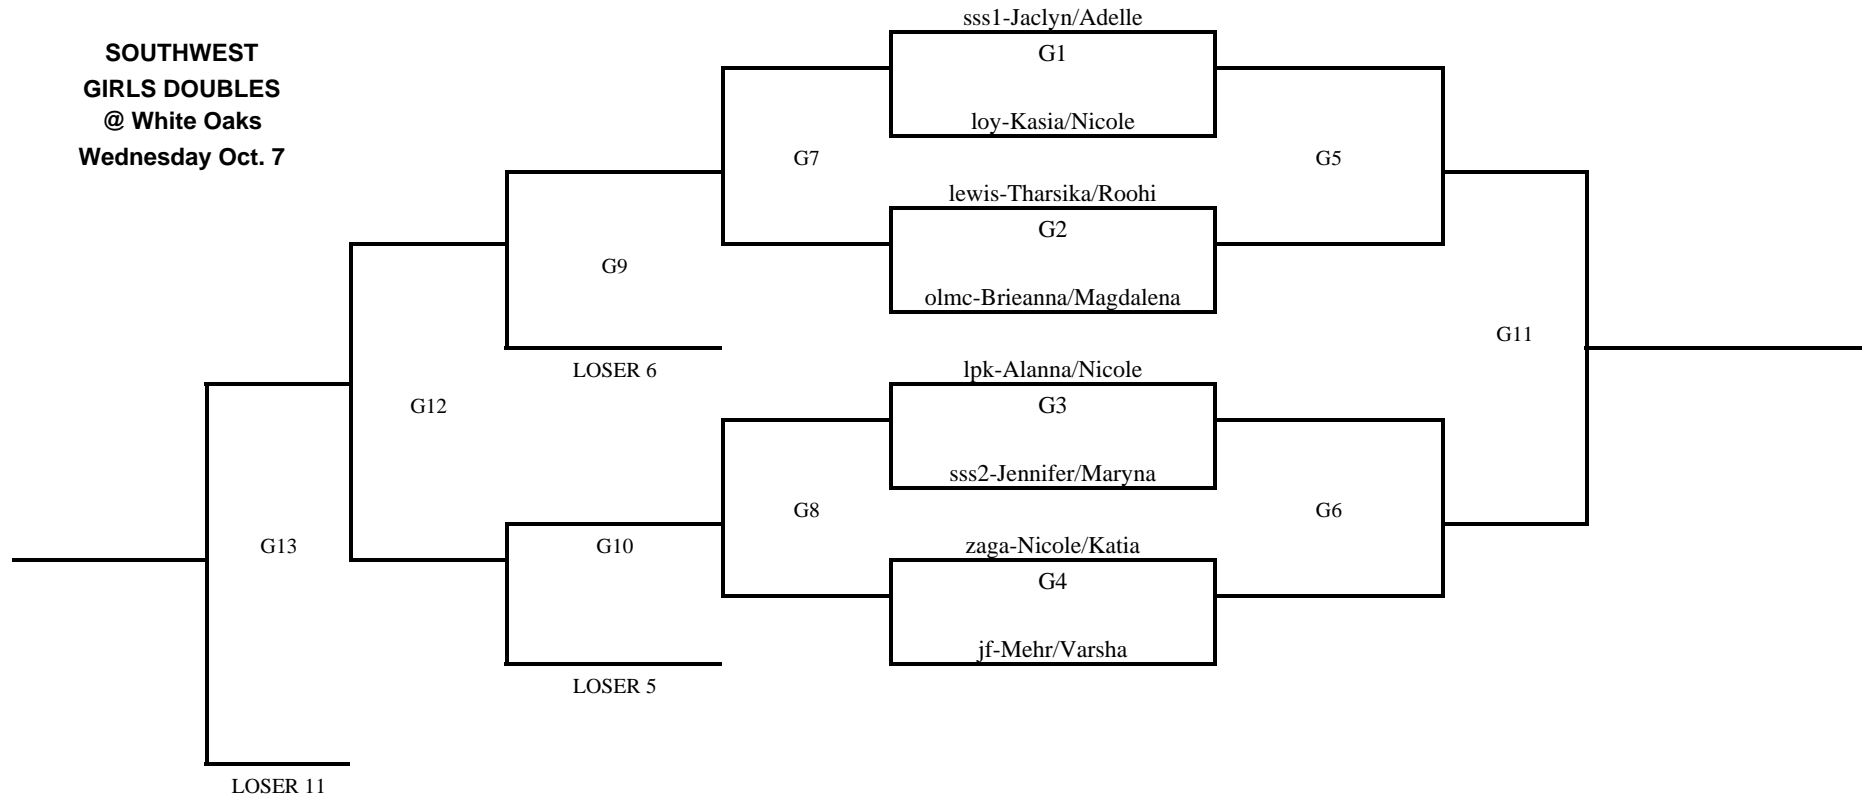 SOUTHWEST
GIRLS DOUBLES
@ White Oaks
Wednesday Oct. 7
sss1-Jaclyn/Adelle
G1
loy-Kasia/Nicole
G7
G5
lewis-Tharsika/Roohi
G2
G9
olmc-Brieanna/Magdalena
G11
LOSER 6
lpk-Alanna/Nicole
G12
G3
sss2-Jennifer/Maryna
G8
G6
G13
G10
zaga-Nicole/Katia
G4
jf-Mehr/Varsha
LOSER 5
LOSER 11